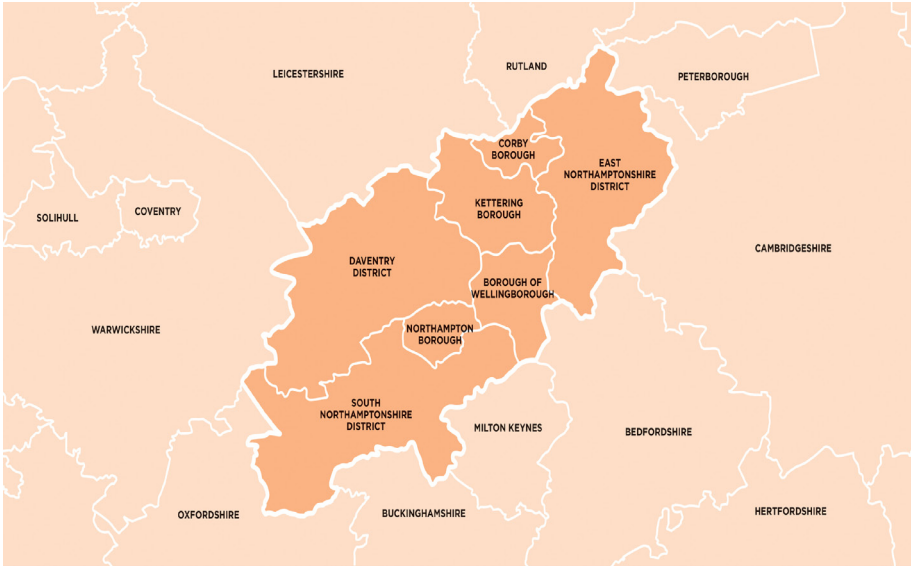 LEICESTERSHIRE
RUTLAND
PETERBOROUGH
CORBY
BOROUGH
EAST
NORTHAMPTONSHIRE
DISTRICT
SOLIHULL
COVENTRY
KETTERING
BOROUGH
CAMBRIDGESHIRE
DAVENTRY
DISTRICT
BOROUGH OF
WELLINGBOROUGH
WARWICKSHIRE
NORTHAMPTON
BOROUGH
SOUTH
NORTHAMPTONSHIRE
DISTRICT
MILTON KEYNES
BEDFORDSHIRE
OXFORDSHIRE
BUCKINGHAMSHIRE
HERTFORDSHIRE